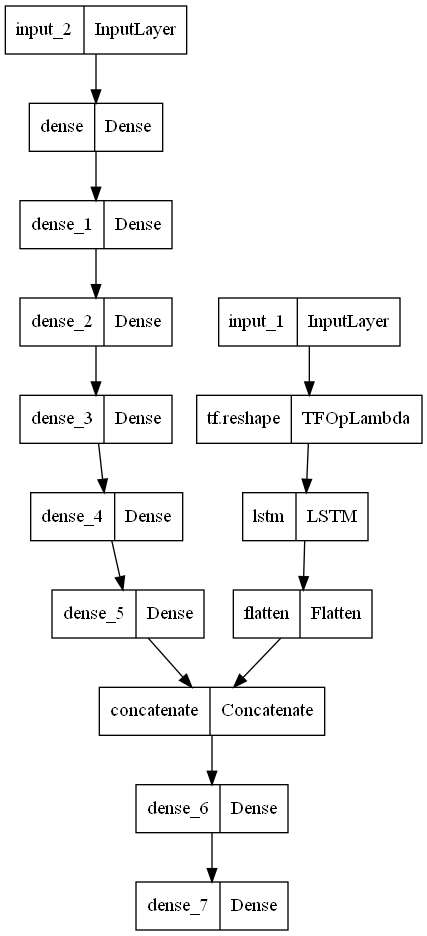 input_2 InputLayer
dense Dense
dense_1 Dense
dense_2 Dense
input_1 InputLayer
dense_3 Dense
tf.reshape TFOpLambda
dense_4 Dense
lstm LSTM
dense_5 Dense
flatten Flatten
concatenate Concatenate
dense_6 Dense
dense_7 Dense